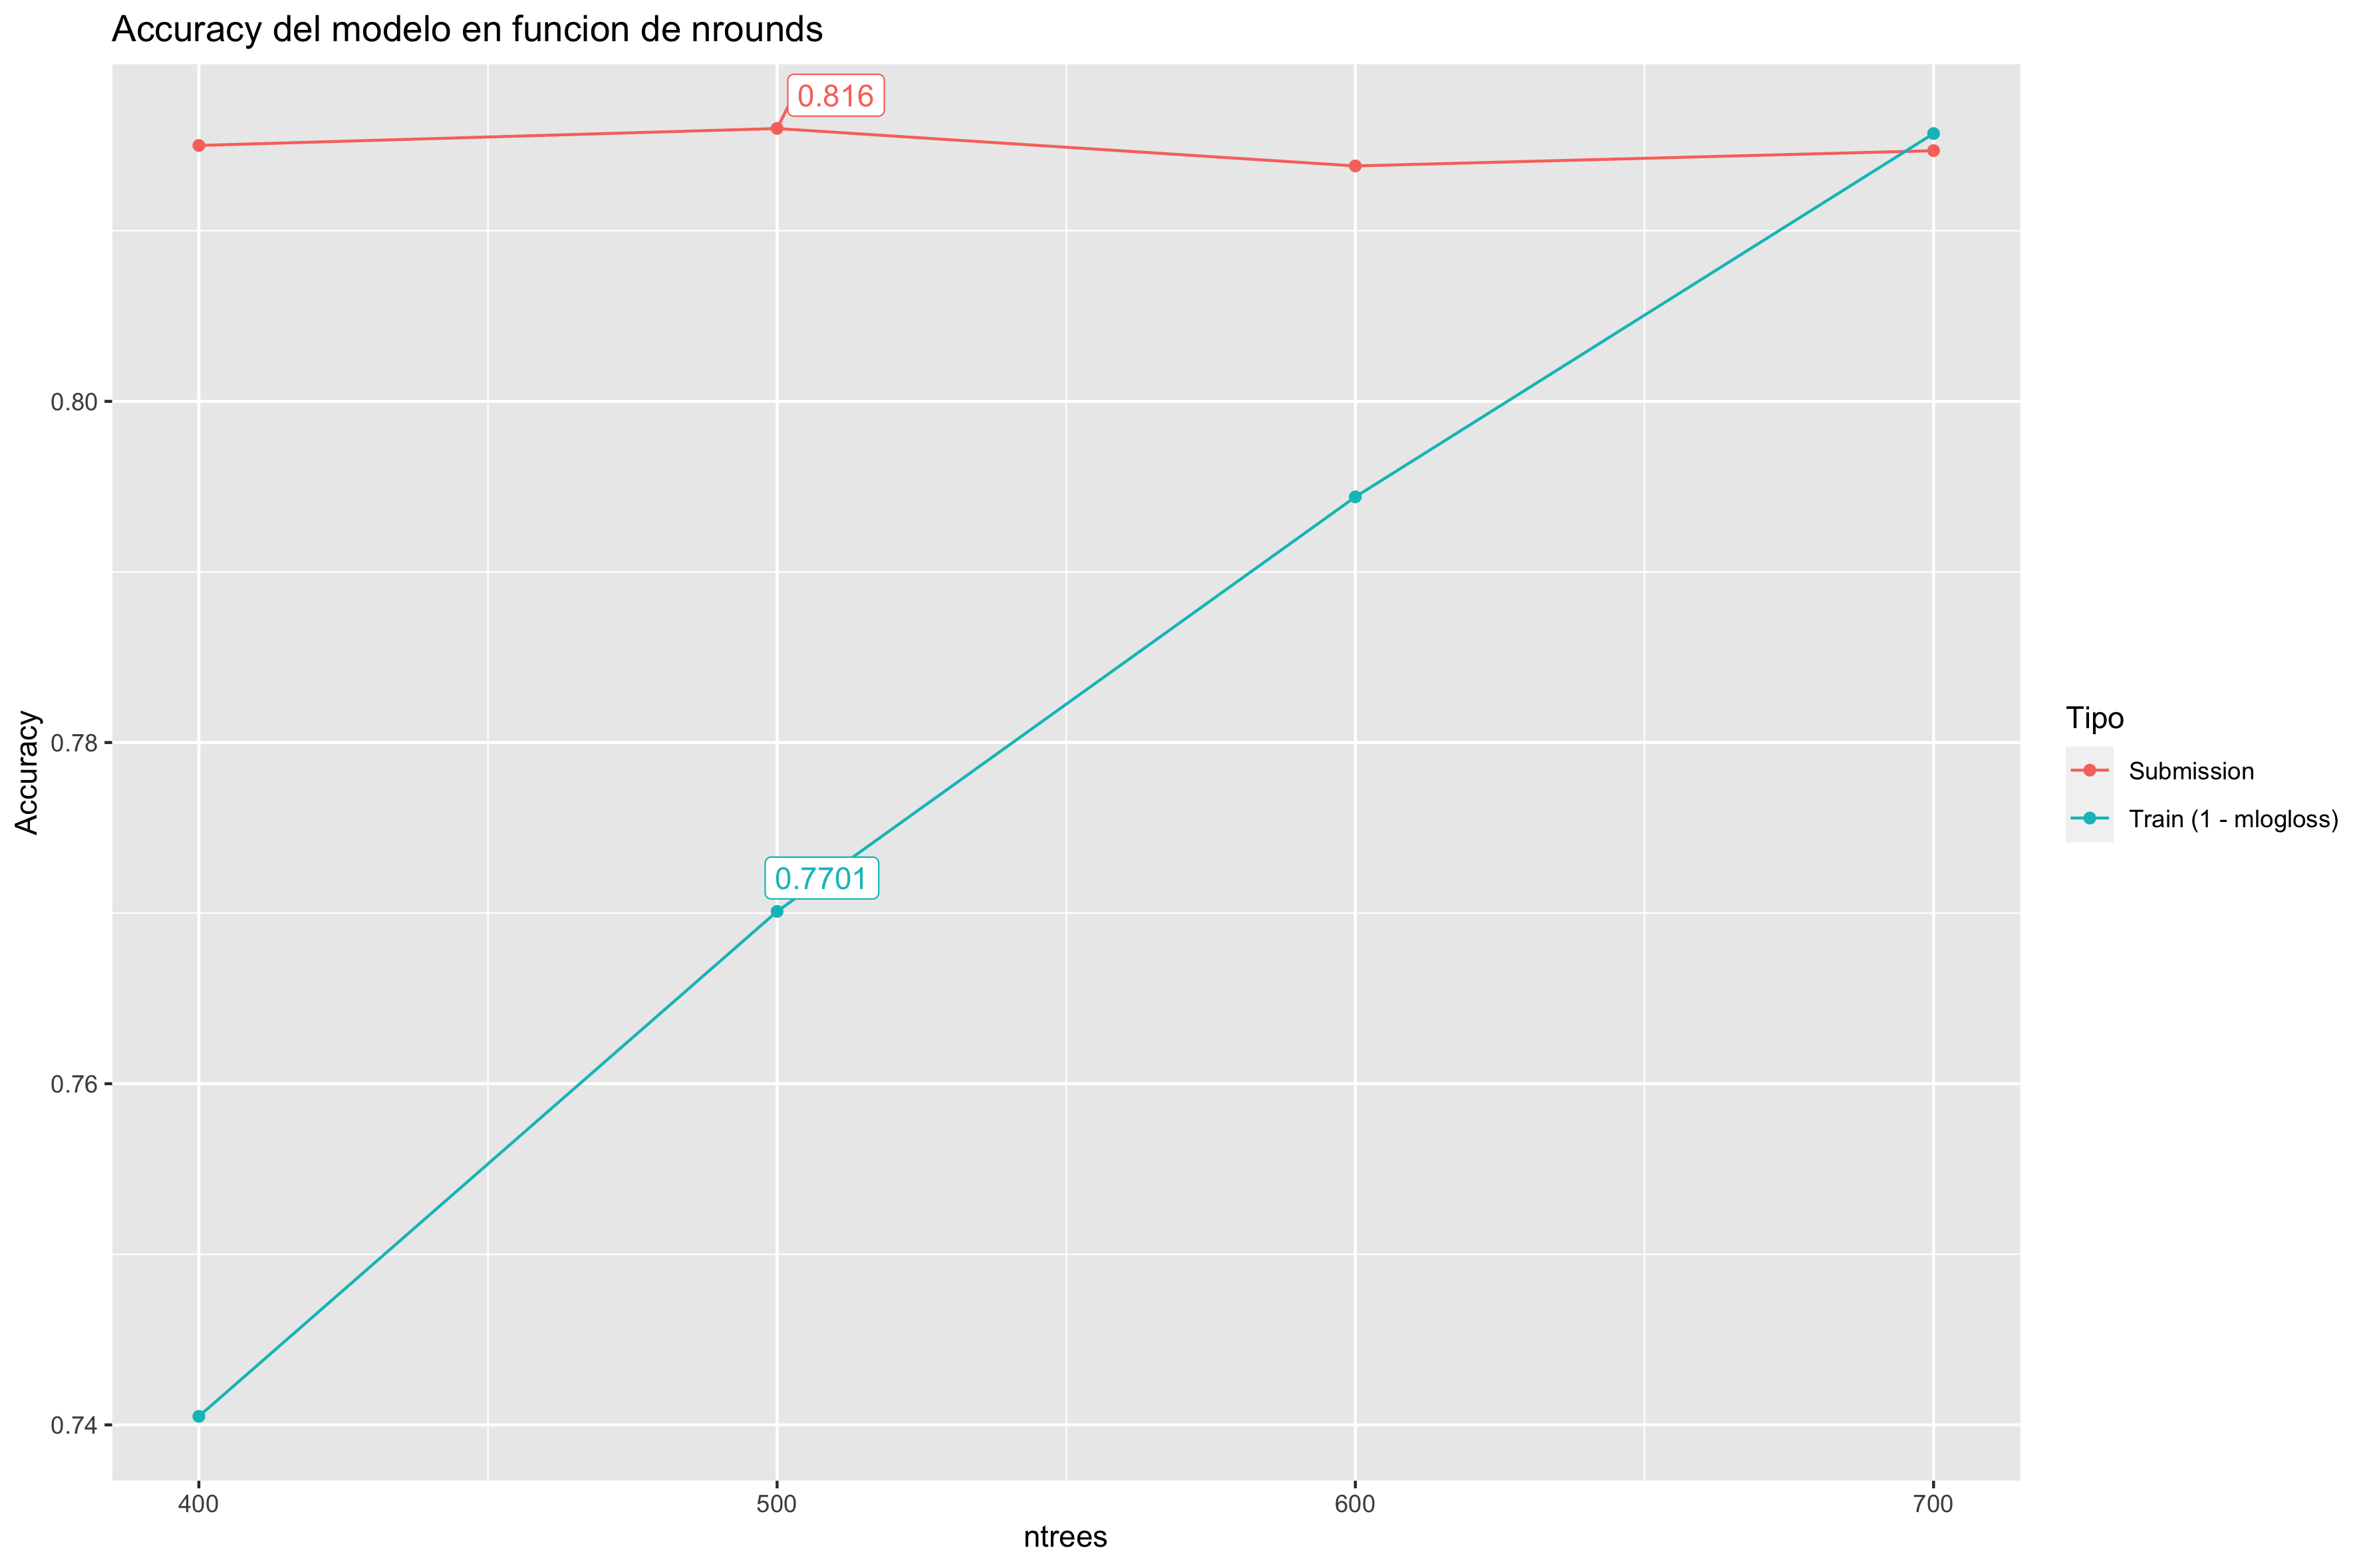 Accuracy del modelo en funcion de nrounds
0.816
0.80
0.78
0.7701
0.76
0.74
Accuracy
400 500 600 700
ntrees
Tipo
Submission
Train (1 - mlogloss)